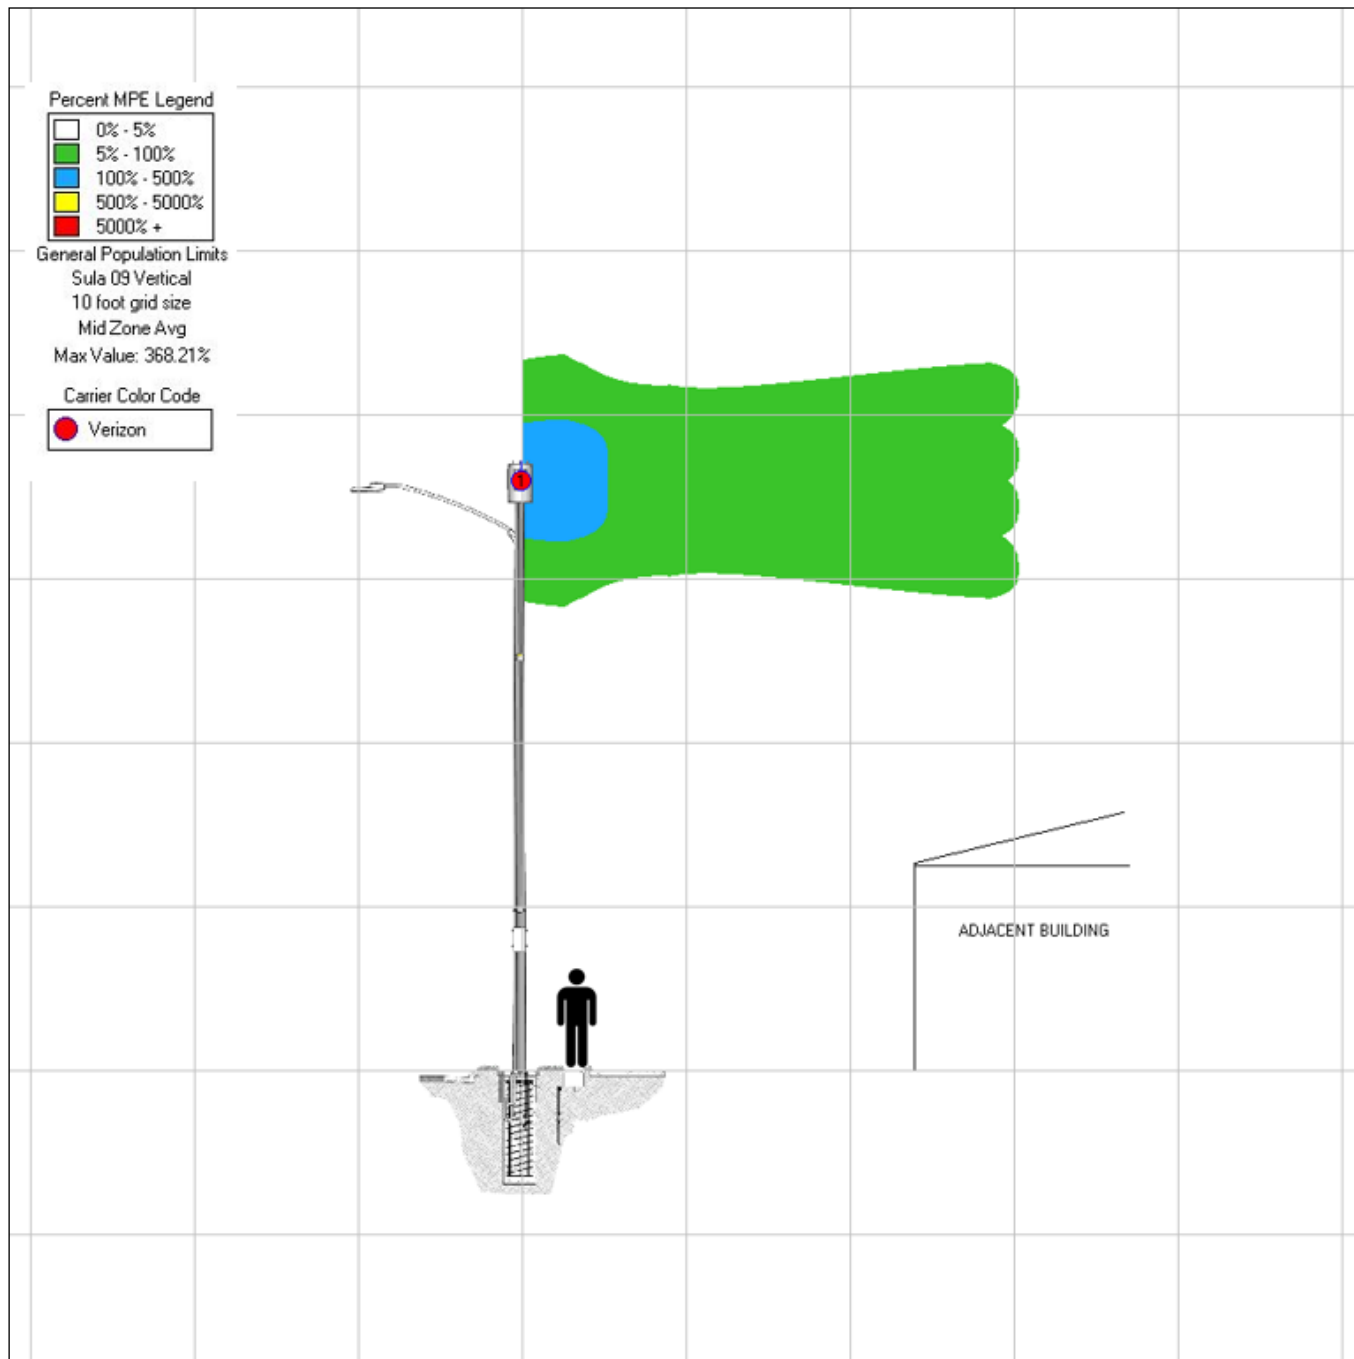 Percent MPE Legend
0% - 5%
5% - 100%
100% - 500%
500% - 5000%
5000% +
General Population Limits
Sula 09 Vertical
10 foot grid size
Mid Zone Avg
Max Value: 368.21%
Carrier Color Code
Verizon
1
ADJACENT BUILDING